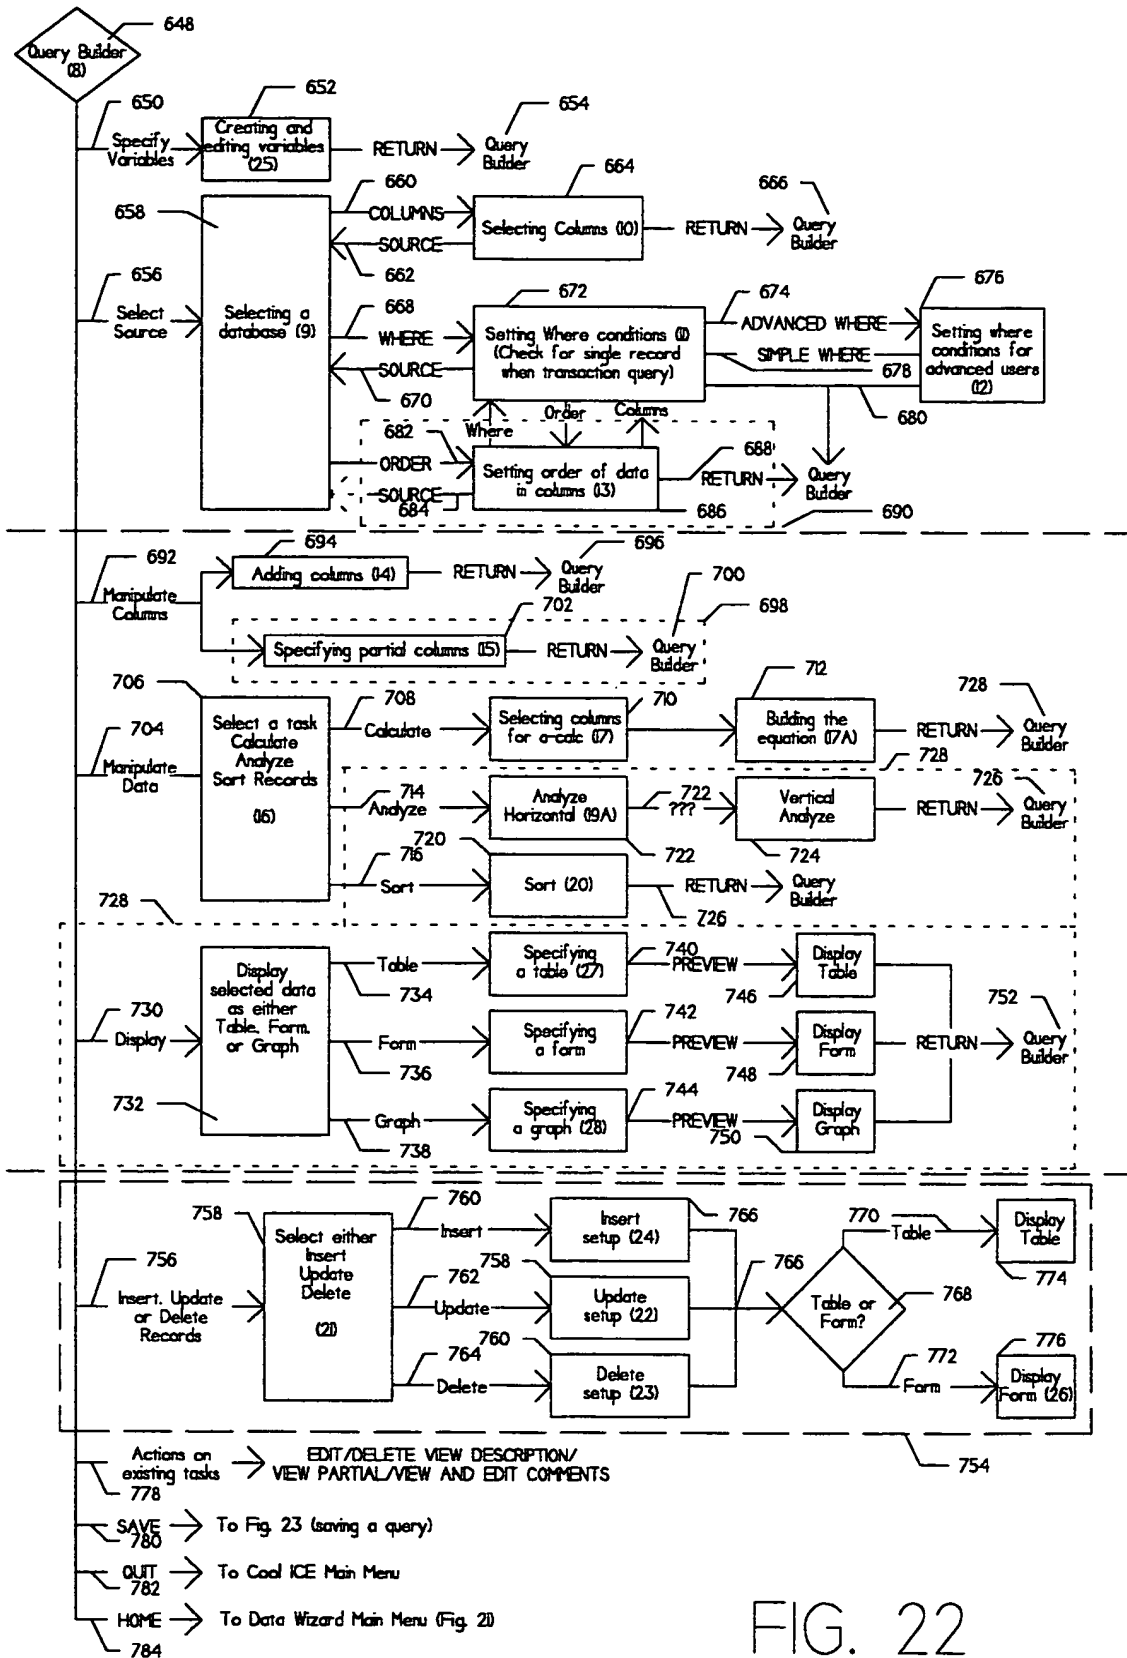 648
Query Builder
(8)
650
652
654
Specify
Variables
Creating and
editing variables
(25)
RETURN
Query
Builder
658
660
COLUMNS
664
Selecting Columns (10)
666
RETURN
Query
Builder
SOURCE
662
656
Select
Source
Selecting a
database (9)
668
WHERE
672
Setting Where conditions (11)
(Check for single record
when transaction query)
674
ADVANCED WHERE
676
Setting where
conditions for
advanced users
(12)
SIMPLE WHERE
678
SOURCE
670
680
Where
Order
Columns
682
ORDER
Setting order of data
in columns (13)
688
RETURN
Query
Builder
Query
Builder
SOURCE
684
686
690
692
Manipulate
Columns
694
Adding columns (14)
RETURN
696
Query
Builder
700
698
702
Specifying partial columns (15)
RETURN
Query
Builder
706
704
Manipulate
Data
Select a task
Calculate
Analyze
Sort Records
(16)
708
Calculate
710
Selecting columns
for a-calc (17)
712
Building the
equation (17A)
RETURN
728
Query
Builder
728
714
Analyze
Analyze
Horizontal (19A)
722
???
722
Vertical
Analyze
724
RETURN
726
Query
Builder
716
Sort
720
Sort (20)
726
RETURN
Query
Builder
728
730
Display
Display
selected data
as either
Table, Form,
or Graph
732
Table
734
Specifying
a table (27)
740
PREVIEW
746
Display
Table
Form
736
Specifying
a form
742
PREVIEW
748
Display
Form
RETURN
752
Query
Builder
Graph
738
Specifying
a graph (28)
744
PREVIEW
750
Display
Graph
756
Insert, Update
or Delete
Records
758
Select either
Insert
Update
Delete
(21)
760
Insert
Insert
setup (24)
766
762
Update
758
Update
setup (22)
766
764
Delete
760
Delete
setup (23)
Table or
Form?
768
770
Table
Display
Table
774
772
Form
776
Display
Form (26)
754
Actions on
existing tasks
778
EDIT/DELETE VIEW DESCRIPTION/
VIEW PARTIAL/VIEW AND EDIT COMMENTS
SAVE
780
To Fig. 23 (saving a query)
QUIT
782
To Cool ICE Main Menu
HOME
784
To Data Wizard Main Menu (Fig. 21)
FIG. 22